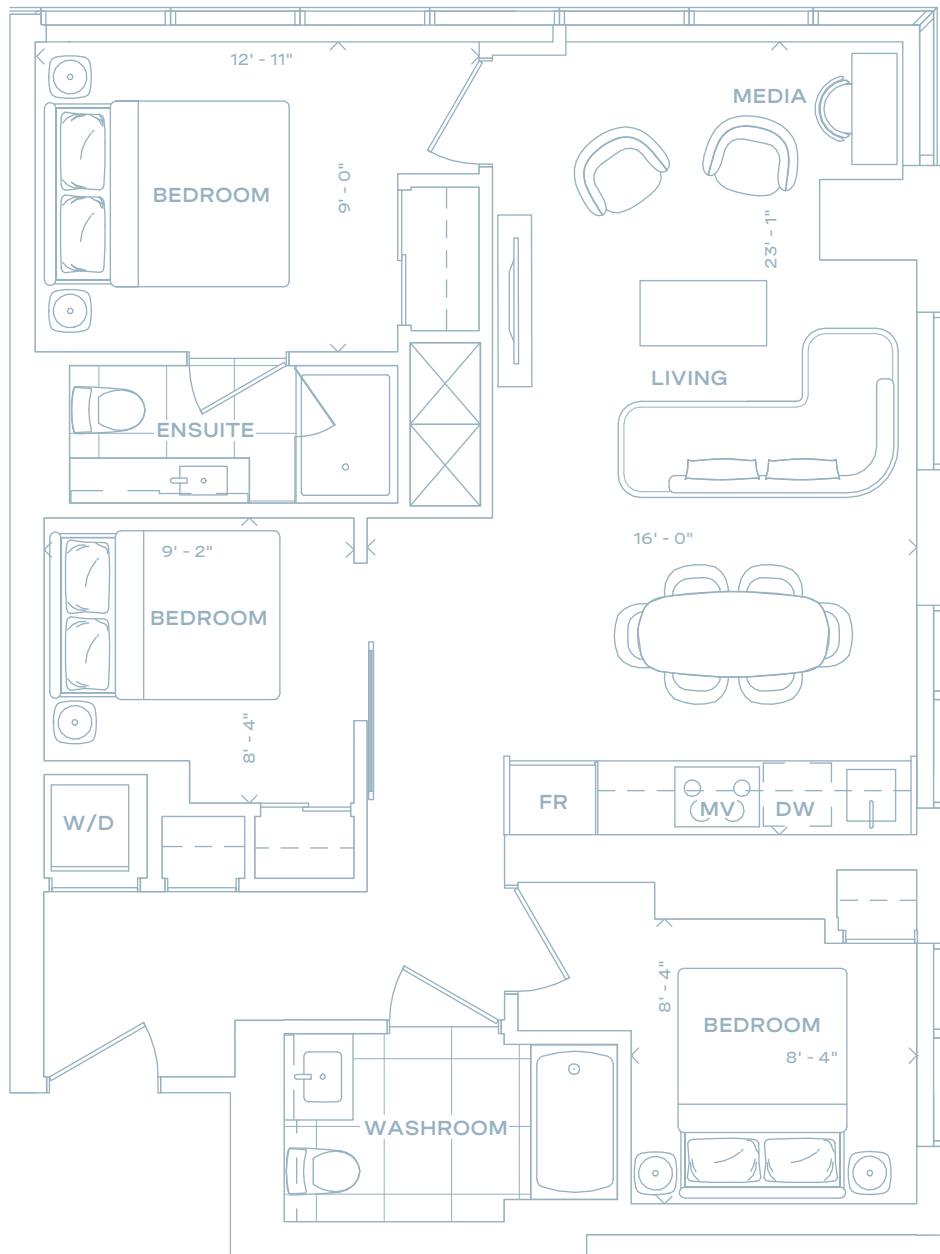 12' - 11"
MEDIA
BEDROOM
9' - 0"
23' - 1"
LIVING
ENSUITE
16' - 0"
9' - 2"
BEDROOM
8' - 4"
FR
MV
DW
W/D
8' - 4"
BEDROOM
8' - 4"
WASHROOM